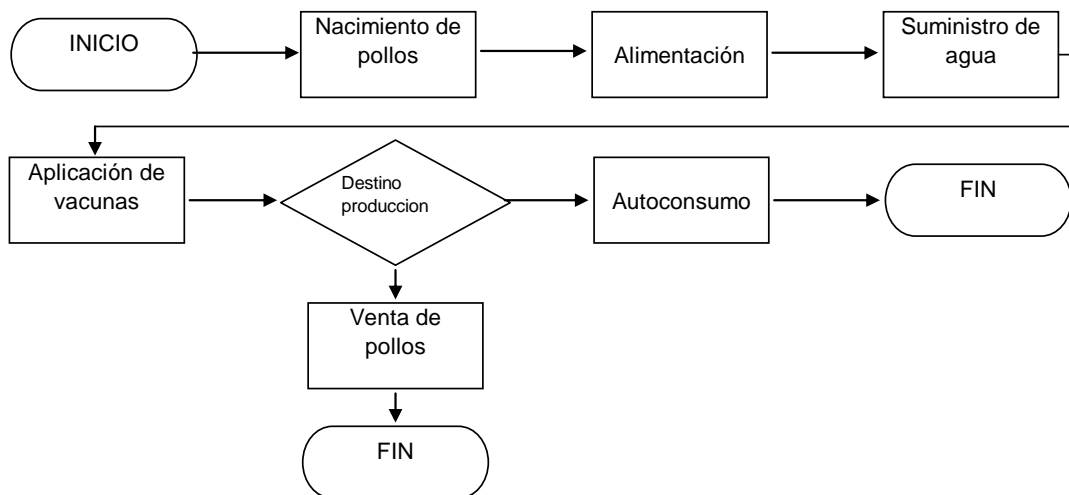 INICIO
Nacimiento de
pollos
Alimentación
Suministro de
agua
Aplicación de
vacunas
Destino
produccion
Autoconsumo
FIN
Venta de
pollos
FIN